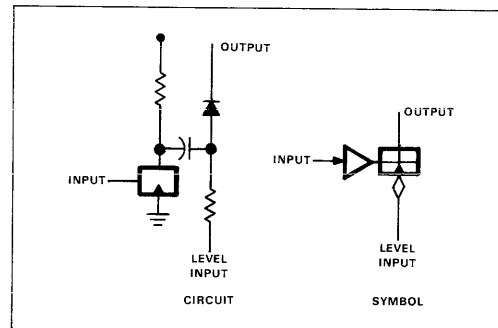 OUTPUT
INPUT
LEVEL
INPUT
CIRCUIT
OUTPUT
INPUT
LEVEL
INPUT
SYMBOL